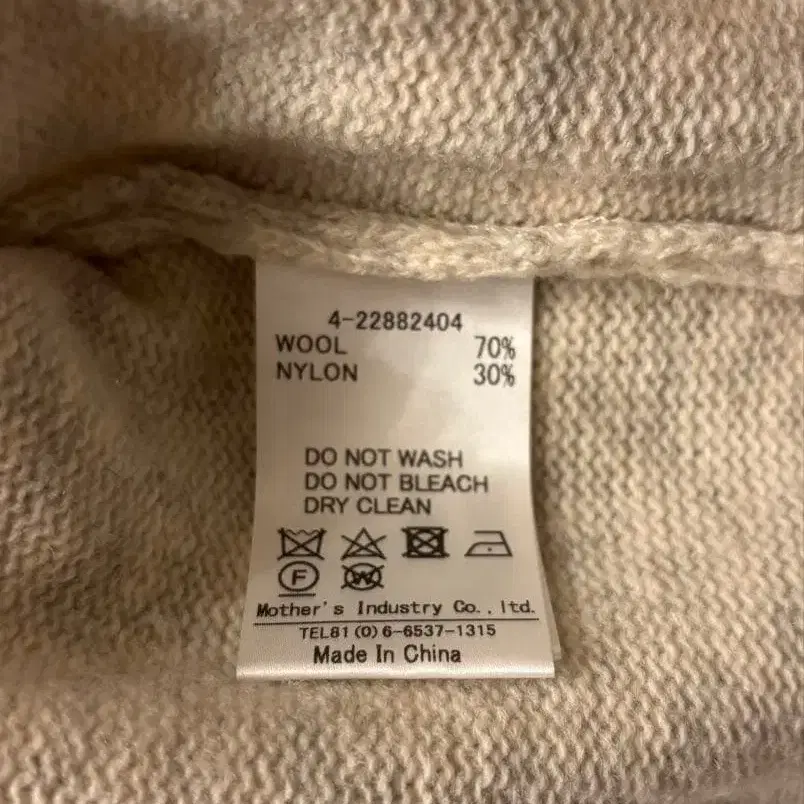 4-22882404
WOOL 70%
NYLON 30%
DO NOT WASH
DO NOT BLEACH
DRY CLEAN
F W
Mother's Industry Co., ltd.
TEL81(0)6-6537-1315
Made In China